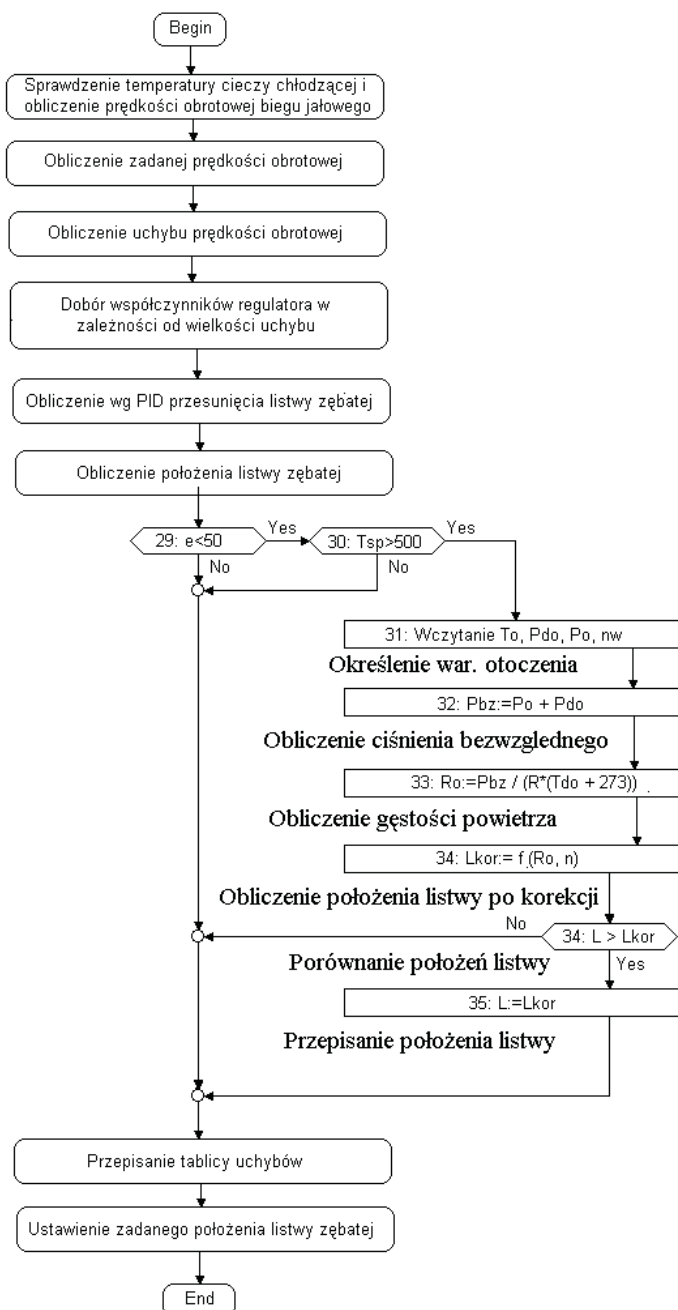 Begin
Sprawdzenie temperatury cieczy chłodzącej i
obliczenie prędkości obrotowej biegu jałowego
Obliczenie zadanej prędkości obrotowej
Obliczenie uchybu prędkości obrotowej
Dobór współczynników regulatora w
zależności od wielkości uchybu
Obliczenie wg PID przesunięcia listwy zębatej
Obliczenie położenia listwy zębatej
29: e<50
Yes
No
30: Tsp>500
Yes
No
31: Wczytanie To, Pdo, Po, nw
Określenie war. otoczenia
32: Pbz:=Po + Pdo
Obliczenie ciśnienia bezwzglednego
33: Ro:=Pbz / (R*(Tdo + 273))
Obliczenie gęstości powietrza
34: Lkor:= f (Ro, n)
Obliczenie położenia listwy po korekcji
No
34: L > Lkor
Porównanie położeń listwy
Yes
35: L:=Lkor
Przepisanie położenia listwy
Przepisanie tablicy uchybów
Ustawienie zadanego położenia listwy zębatej
End